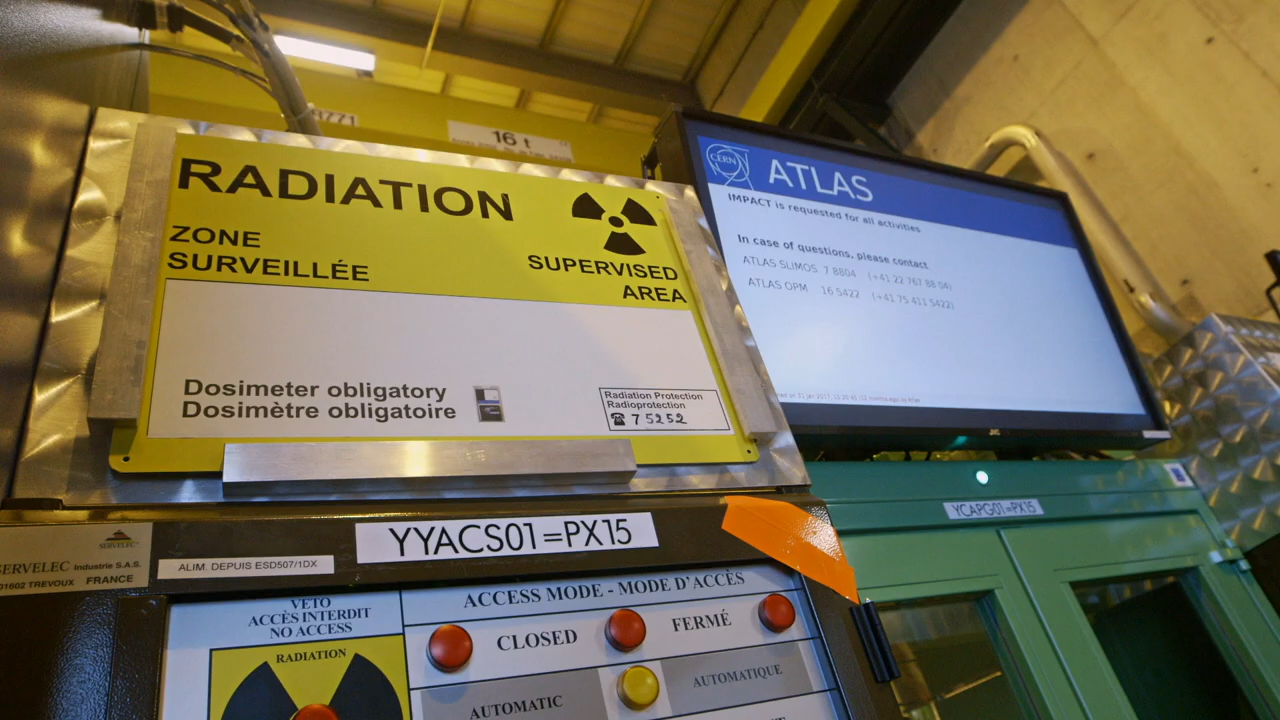 16 t
RADIATION
ZONE
SURVEILLÉE
SUPERVISED
AREA
Dosimeter obligatory
Dosimètre obligatoire
Radiation Protection
Radioprotection
☎ 75252
CERN
ATLAS
IMPACT is requested for all activities
In case of questions, please contact
ATLAS SLIMOS 7 8804 (+41 22 767 88 04)
ATLAS OPM 16 5422 (+41 75 411 5422)
YYACS01=PX15
YCAPG01=PX15
SERVELEC
SERVELEC Industrie S.A.S.
01602 TREVOUX FRANCE
ALIM. DEPUIS ESD507/1DX
VETO
ACCÈS INTERDIT
NO ACCESS
RADIATION
ACCESS MODE - MODE D'ACCÈS
CLOSED FERMÉ
AUTOMATIC AUTOMATIQUE